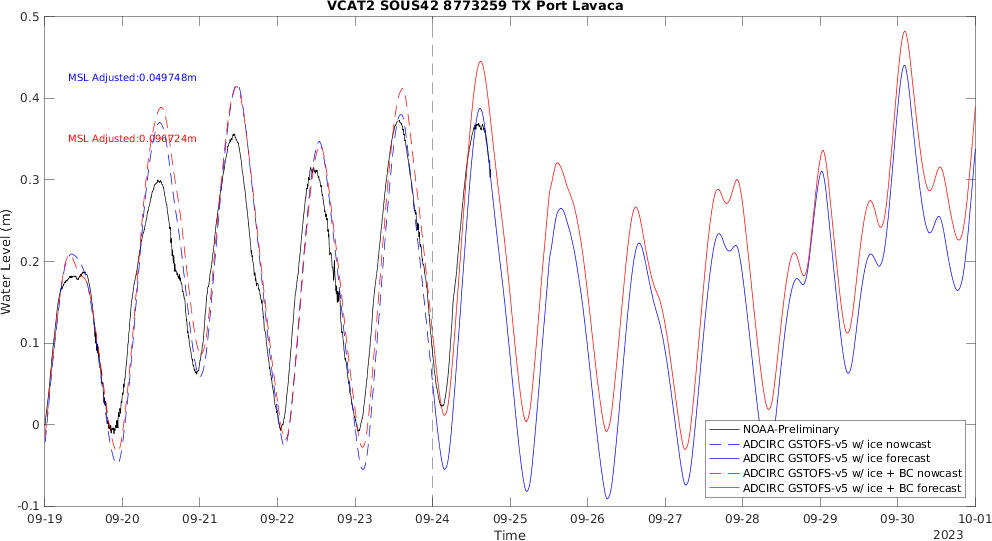 VCAT2 SOUS42 8773259 TX Port Lavaca
0.5
0.4
0.3
0.2
0.1
0
-0.1
Water Level (m)
MSL Adjusted:0.049748m
MSL Adjusted:0.096724m
NOAA-Preliminary
ADCIRC GSTOFS-v5 w/ ice nowcast
ADCIRC GSTOFS-v5 w/ ice forecast
ADCIRC GSTOFS-v5 w/ ice + BC nowcast
ADCIRC GSTOFS-v5 w/ ice + BC forecast
09-19 09-20 09-21 09-22 09-23 09-24 09-25 09-26 09-27 09-28 09-29 09-30 10-01
Time
2023